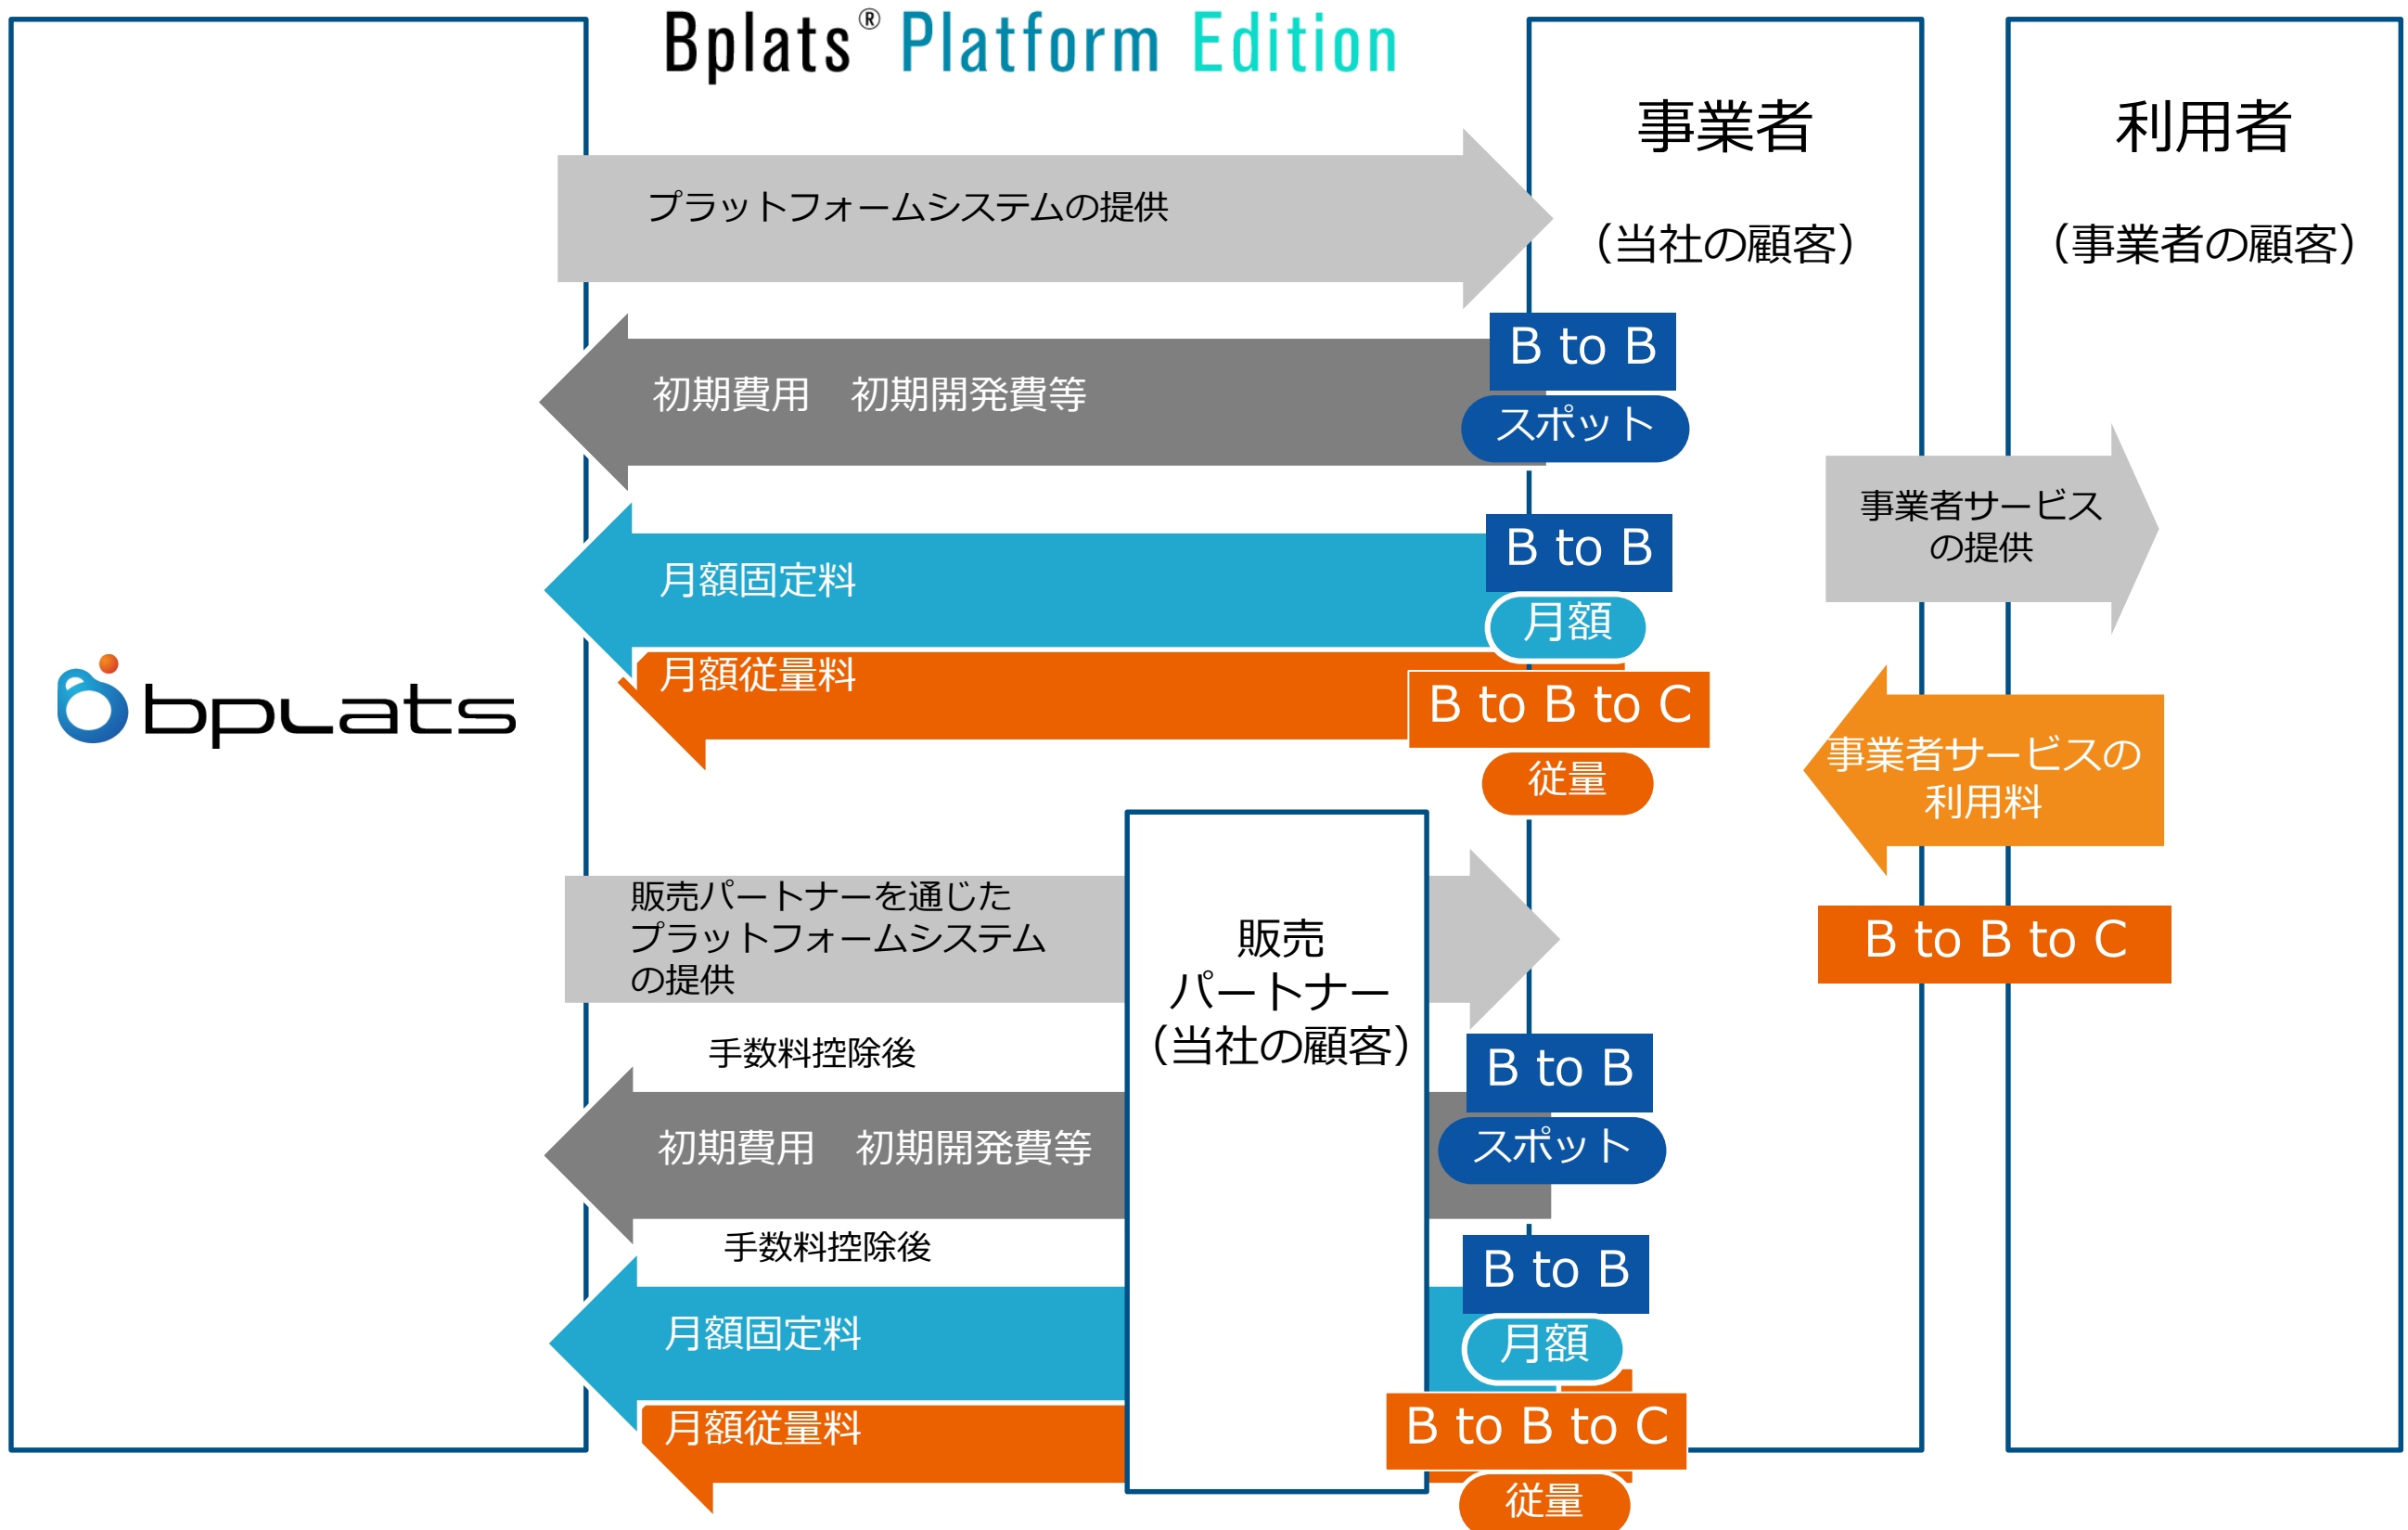 Bplats® Platform Edition
事業者
（当社の顧客）
利用者
（事業者の顧客）
プラットフォームシステムの提供
B to B
初期費用　初期開発費等
スポット
事業者サービス
の提供
B to B
月額固定料
月額
月額従量料
B to B to C
従量
bplats
事業者サービスの
利用料
B to B to C
販売パートナーを通じた
プラットフォームシステム
の提供
販売
パートナー
（当社の顧客）
手数料控除後
B to B
初期費用　初期開発費等
スポット
手数料控除後
B to B
月額固定料
月額
月額従量料
B to B to C
従量